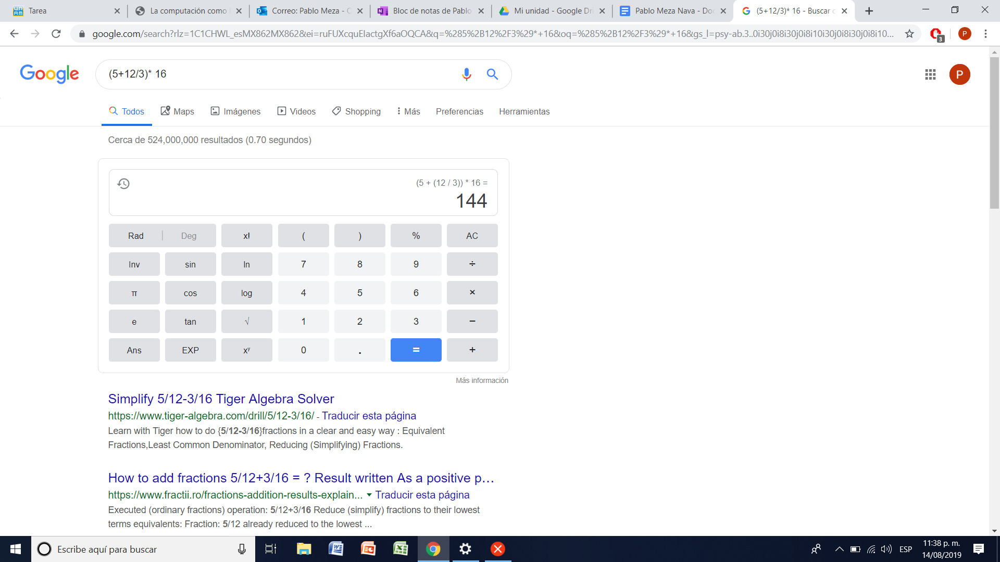 Tarea
La computación como
Correo: Pablo Meza - O
Bloc de notas de Pablo
Mi unidad - Google Dri
Pablo Meza Nava - Doc
(5+12/3)* 16 - Buscar c
google.com/search?rlz=1C1CHWL_esMX862MX862&ei=ruFUXcquEIactgXf6aOQCA&q=%285%2B12%2F3%29*+16&oq=%285%2B12%2F3%29*+16&gs_l=psy-ab.3..0i30j0i8i30j0i8i10i30j0i8i30j0i8i10...
3
P
Google
(5+12/3)* 16
P
Todos
Maps
Imágenes
Videos
Shopping
Más
Preferencias
Herramientas
Cerca de 524,000,000 resultados (0.70 segundos)
(5 + (12 / 3)) * 16 =
144
Rad Deg x! ( ) % AC
Inv sin ln 7 8 9 ÷
π cos log 4 5 6 ×
e tan √ 1 2 3 −
Ans EXP xʸ 0 . = +
Más información
Simplify 5/12-3/16 Tiger Algebra Solver
https://www.tiger-algebra.com/drill/5/12-3/16/ - Traducir esta página
Learn with Tiger how to do {5/12-3/16}fractions in a clear and easy way : Equivalent
Fractions,Least Common Denominator, Reducing (Simplifying) Fractions.
How to add fractions 5/12+3/16 = ? Result written As a positive p...
https://www.fractii.ro/fractions-addition-results-explain... Traducir esta página
Executed (ordinary fractions) operation: 5/12+3/16 Reduce (simplify) fractions to their lowest
terms equivalents: Fraction: 5/12 already reduced to the lowest ...
Escribe aquí para buscar
ESP
11:38 p. m.
14/08/2019